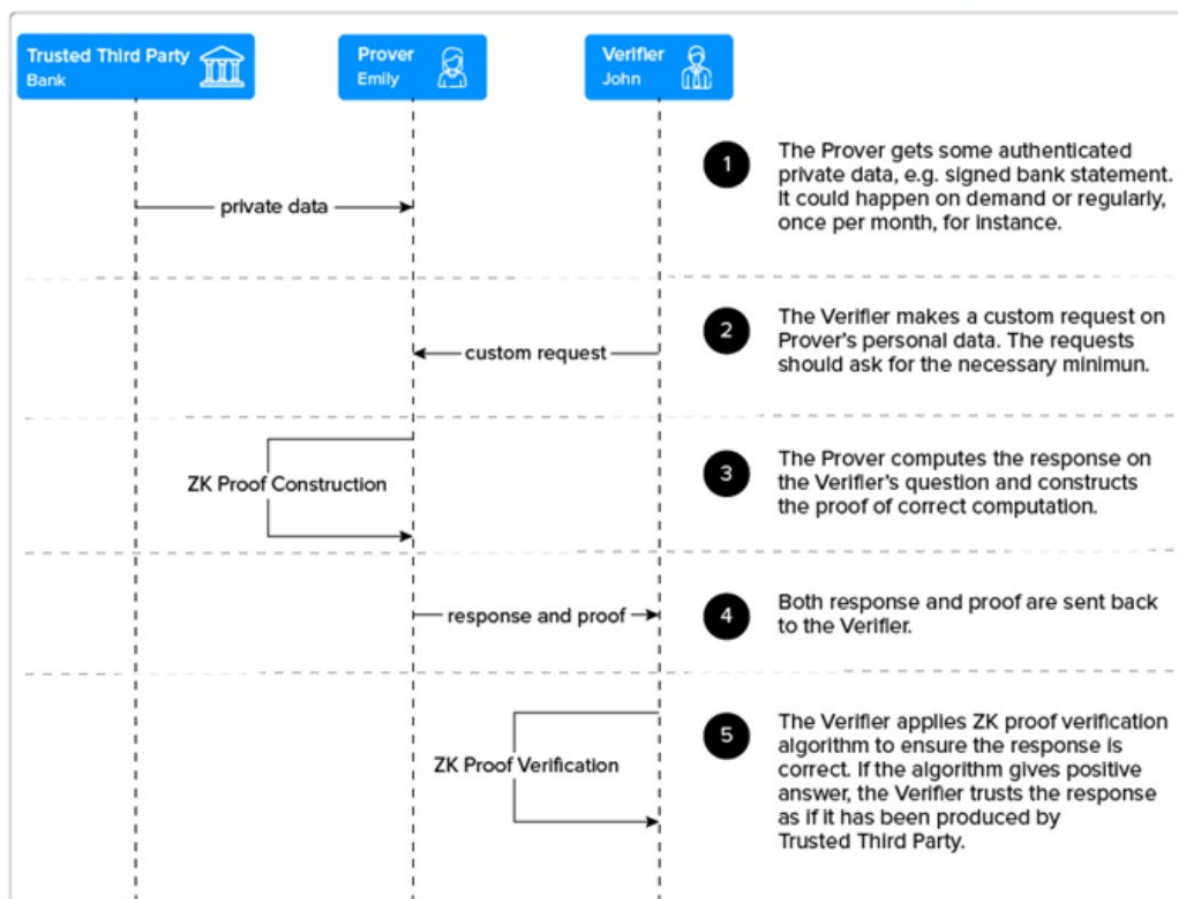 Trusted Third Party
Bank
Prover
Emily
Verifier
John
private data
1
The Prover gets some authenticated
private data, e.g. signed bank statement.
It could happen on demand or regularly,
once per month, for instance.
custom request
2
The Verifier makes a custom request on
Prover's personal data. The requests
should ask for the necessary minimun.
ZK Proof Construction
3
The Prover computes the response on
the Verifier's question and constructs
the proof of correct computation.
response and proof
4
Both response and proof are sent back
to the Verifier.
ZK Proof Verification
5
The Verifier applies ZK proof verification
algorithm to ensure the response is
correct. If the algorithm gives positive
answer, the Verifier trusts the response
as if it has been produced by
Trusted Third Party.